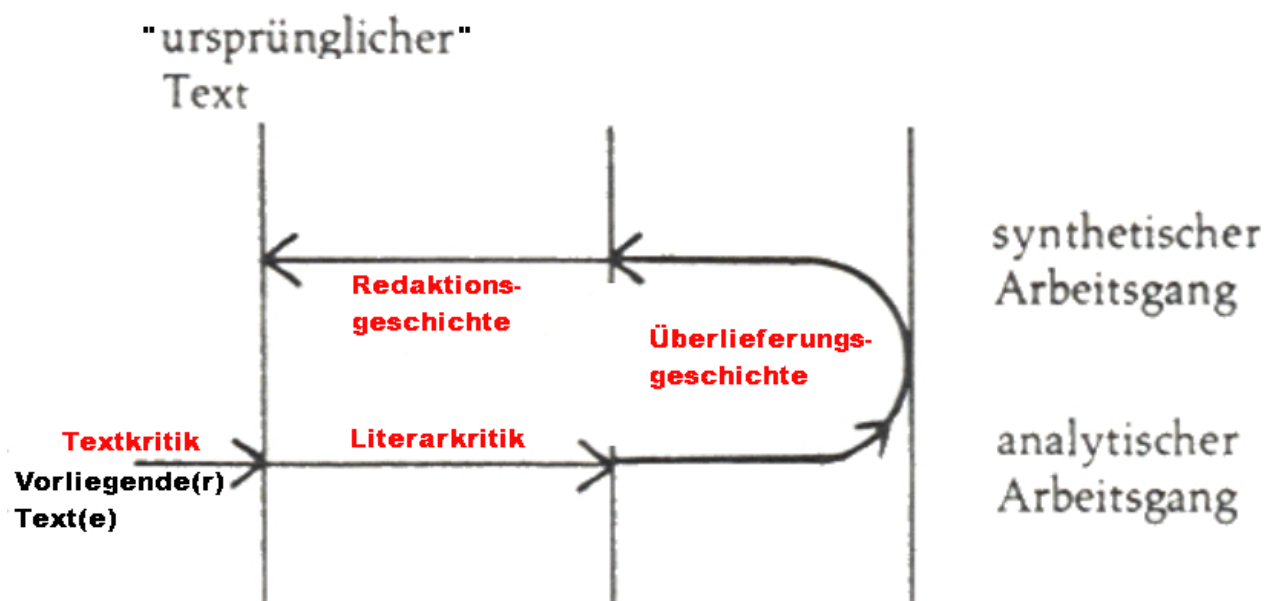 "ursprünglicher"
Text
synthetischer
Arbeitsgang
Redaktions-
geschichte
Überlieferungs-
geschichte
Textkritik
Literarkritik
analytischer
Arbeitsgang
Vorliegende(r)
Text(e)